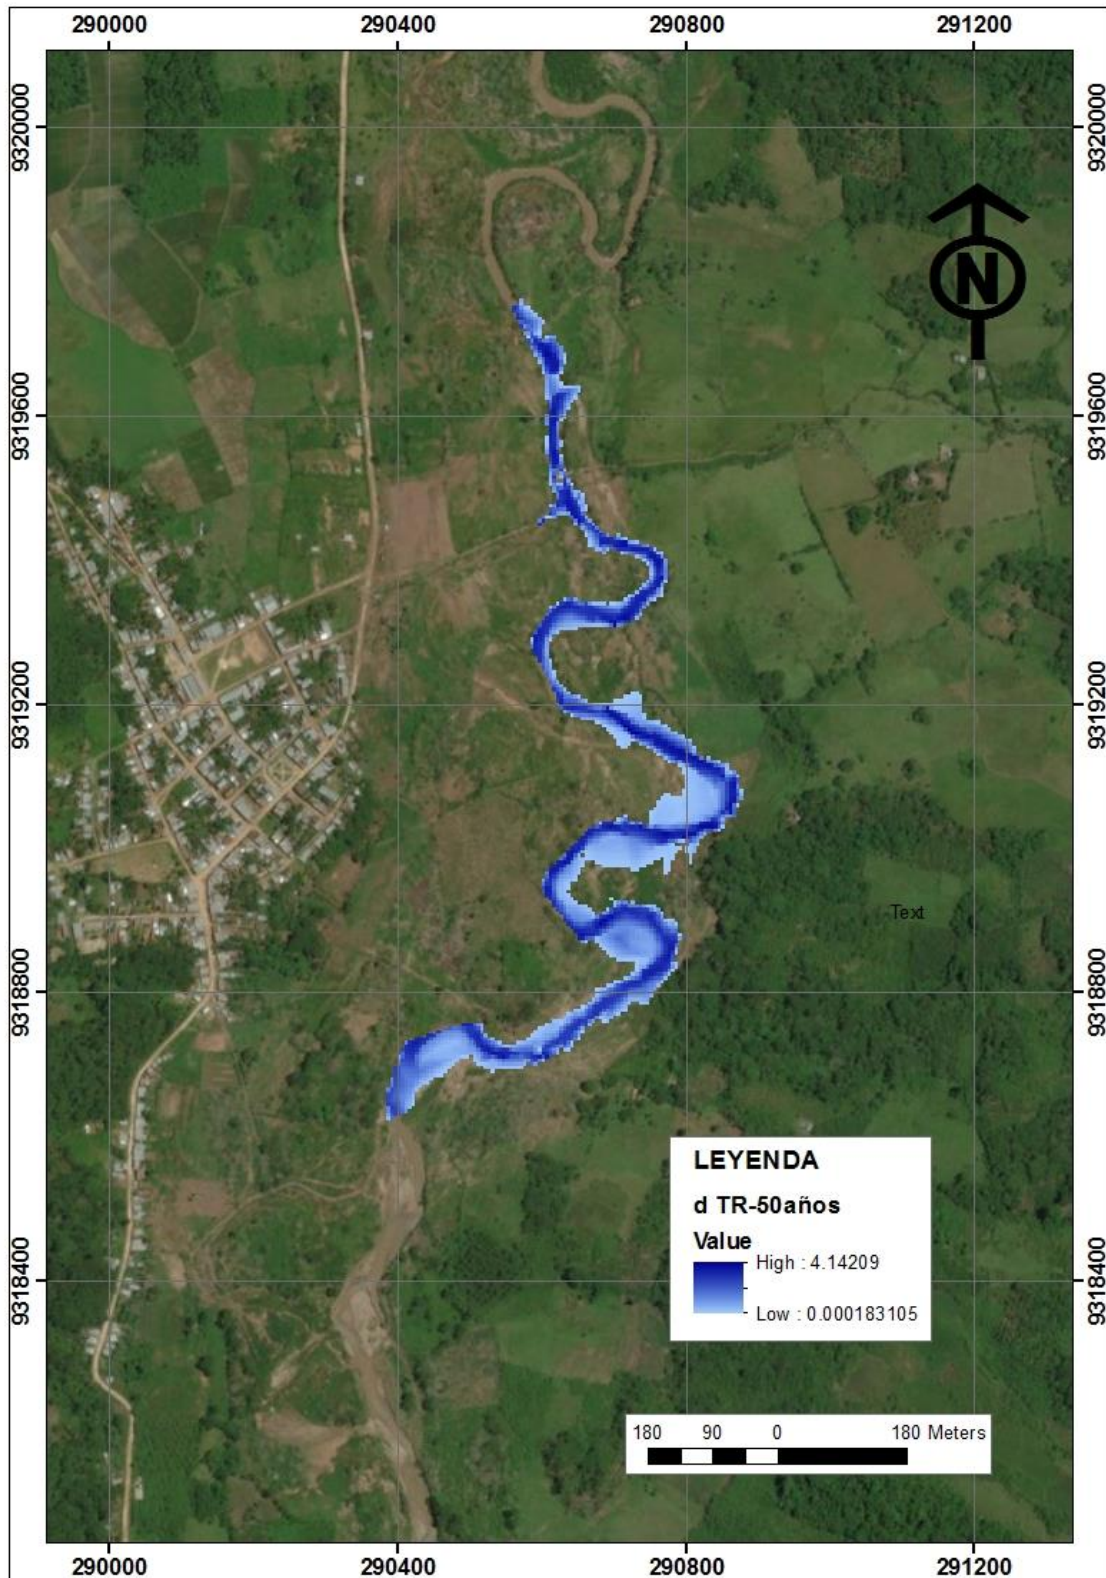 290000 290400 290800 291200
9320000 9320000
N
9319600 9319600
9319200 9319200
Text
9318800 9318800
LEYENDA
d TR-50años
Value
High : 4.14209
Low : 0.000183105
9318400 9318400
180 90 0 180 Meters
290000 290400 290800 291200